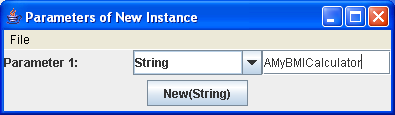 Parameters of New Instance
File
Parameter 1: String AMyBMICalculator
New(String)